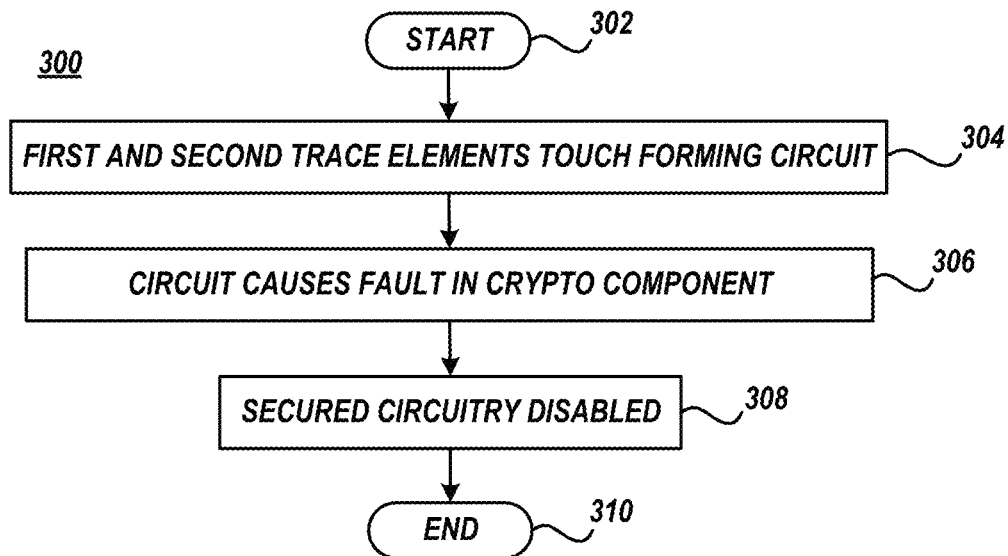 300
START
302
FIRST AND SECOND TRACE ELEMENTS TOUCH FORMING CIRCUIT
304
CIRCUIT CAUSES FAULT IN CRYPTO COMPONENT
306
SECURED CIRCUITRY DISABLED
308
END
310